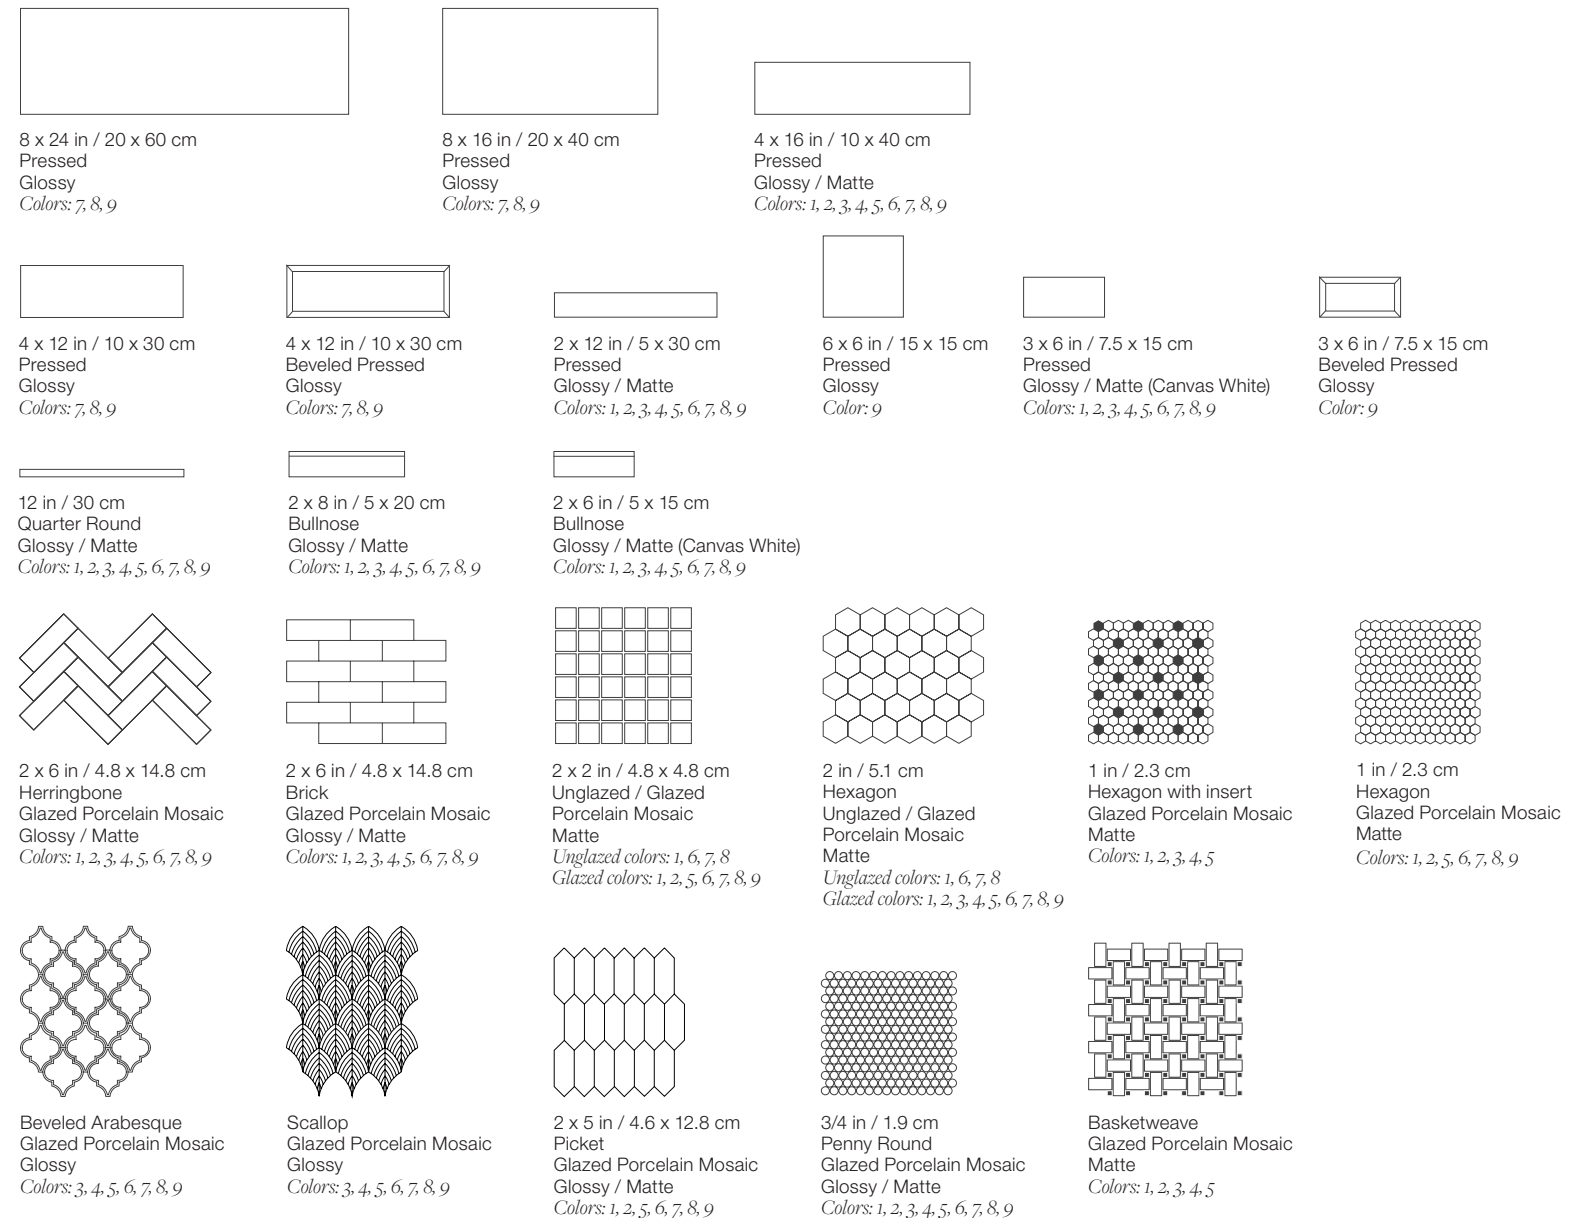 8 x 24 in / 20 x 60 cm
Pressed
Glossy
Colors: 7, 8, 9
8 x 16 in / 20 x 40 cm
Pressed
Glossy
Colors: 7, 8, 9
4 x 16 in / 10 x 40 cm
Pressed
Glossy / Matte
Colors: 1, 2, 3, 4, 5, 6, 7, 8, 9
4 x 12 in / 10 x 30 cm
Pressed
Glossy
Colors: 7, 8, 9
4 x 12 in / 10 x 30 cm
Beveled Pressed
Glossy
Colors: 7, 8, 9
2 x 12 in / 5 x 30 cm
Pressed
Glossy / Matte
Colors: 1, 2, 3, 4, 5, 6, 7, 8, 9
6 x 6 in / 15 x 15 cm
Pressed
Glossy
Color: 9
3 x 6 in / 7.5 x 15 cm
Pressed
Glossy / Matte (Canvas White)
Colors: 1, 2, 3, 4, 5, 6, 7, 8, 9
3 x 6 in / 7.5 x 15 cm
Beveled Pressed
Glossy
Color: 9
12 in / 30 cm
Quarter Round
Glossy / Matte
Colors: 1, 2, 3, 4, 5, 6, 7, 8, 9
2 x 8 in / 5 x 20 cm
Bullnose
Glossy / Matte
Colors: 1, 2, 3, 4, 5, 6, 7, 8, 9
2 x 6 in / 5 x 15 cm
Bullnose
Glossy / Matte (Canvas White)
Colors: 1, 2, 3, 4, 5, 6, 7, 8, 9
2 x 6 in / 4.8 x 14.8 cm
Herringbone
Glazed Porcelain Mosaic
Glossy / Matte
Colors: 1, 2, 3, 4, 5, 6, 7, 8, 9
2 x 6 in / 4.8 x 14.8 cm
Brick
Glazed Porcelain Mosaic
Glossy / Matte
Colors: 1, 2, 3, 4, 5, 6, 7, 8, 9
2 x 2 in / 4.8 x 4.8 cm
Unglazed / Glazed
Porcelain Mosaic
Matte
Unglazed colors: 1, 6, 7, 8
Glazed colors: 1, 2, 5, 6, 7, 8, 9
2 in / 5.1 cm
Hexagon
Unglazed / Glazed
Porcelain Mosaic
Matte
Unglazed colors: 1, 6, 7, 8
Glazed colors: 1, 2, 3, 4, 5, 6, 7, 8, 9
1 in / 2.3 cm
Hexagon with insert
Glazed Porcelain Mosaic
Matte
Colors: 1, 2, 3, 4, 5
1 in / 2.3 cm
Hexagon
Glazed Porcelain Mosaic
Matte
Colors: 1, 2, 5, 6, 7, 8, 9
Beveled Arabesque
Glazed Porcelain Mosaic
Glossy
Colors: 3, 4, 5, 6, 7, 8, 9
Scallop
Glazed Porcelain Mosaic
Glossy
Colors: 3, 4, 5, 6, 7, 8, 9
2 x 5 in / 4.6 x 12.8 cm
Picket
Glazed Porcelain Mosaic
Glossy / Matte
Colors: 1, 2, 5, 6, 7, 8, 9
3/4 in / 1.9 cm
Penny Round
Glazed Porcelain Mosaic
Glossy / Matte
Colors: 1, 2, 3, 4, 5, 6, 7, 8, 9
Basketweave
Glazed Porcelain Mosaic
Matte
Colors: 1, 2, 3, 4, 5